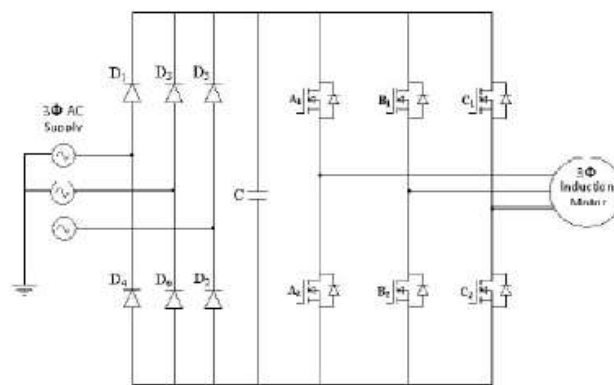 D₁ D₃ D₅
3Φ AC
Supply
A₁ B₁ C₁
C
3Φ
Induction
Motor
D₄ D₆ D₂
A₂ B₂ C₂